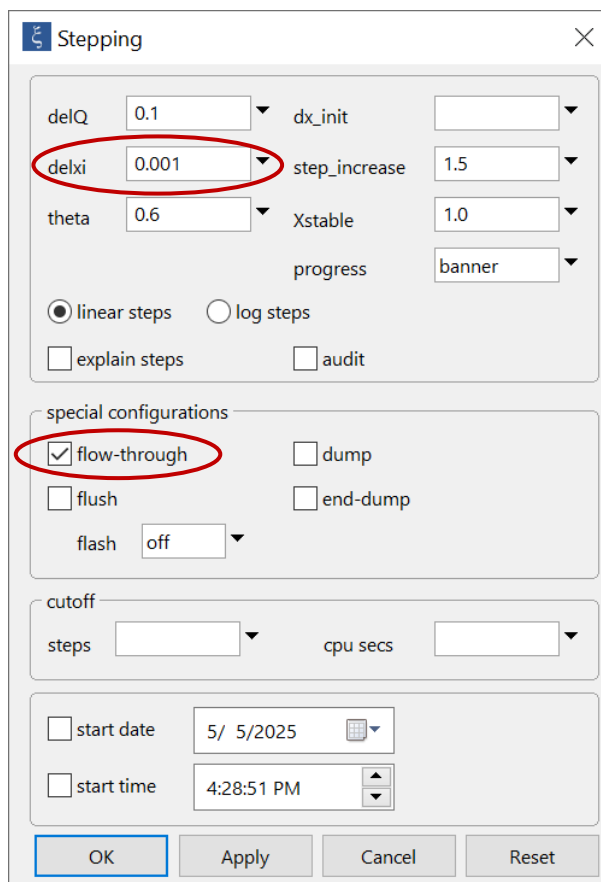 ξ Stepping
delQ 0.1 dx_init
delxi 0.001 step_increase 1.5
theta 0.6 Xstable 1.0
progress banner
linear steps log steps
explain steps audit
special configurations
flow-through dump
flush end-dump
flash off
cutoff
steps cpu secs
start date 5/ 5/2025
start time 4:28:51 PM
OK Apply Cancel Reset